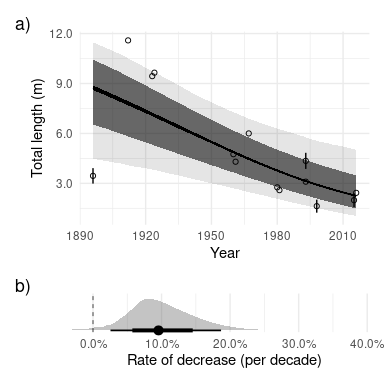 a)
12.0
9.0
6.0
3.0
Total length (m)
1890 1920 1950 1980 2010
Year
b)
0.0% 10.0% 20.0% 30.0% 40.0%
Rate of decrease (per decade)